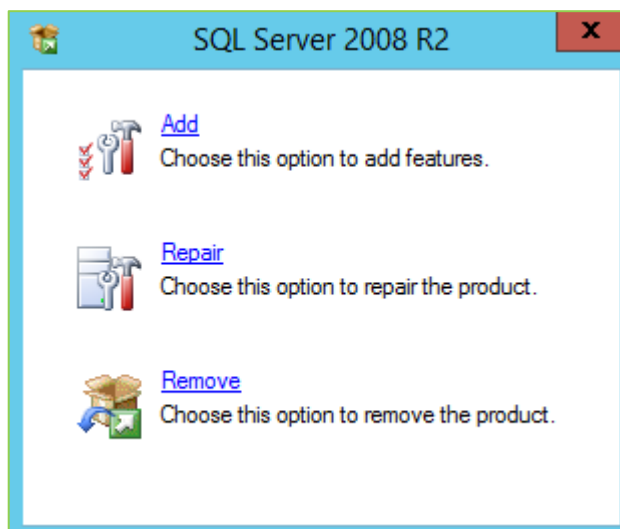 SQL Server 2008 R2
x
Add
Choose this option to add features.
Repair
Choose this option to repair the product.
Remove
Choose this option to remove the product.